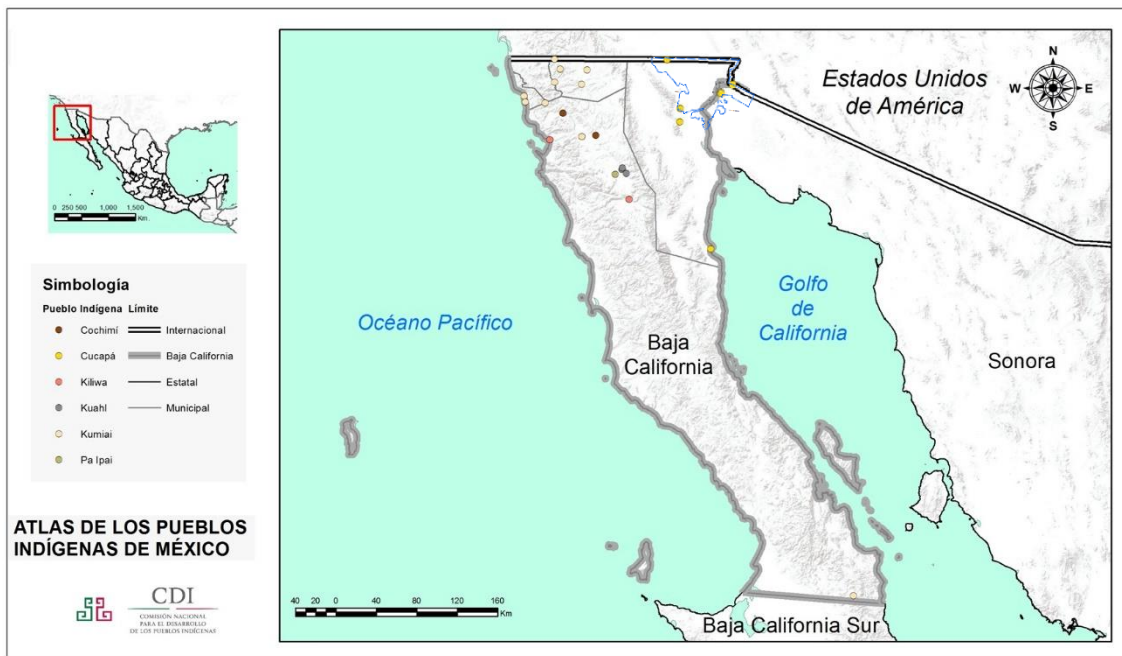 0 250 500 1,000 1,500
Km.
Simbología
Pueblo Indígena Límite
Cochimí Internacional
Cucapá Baja California
Kiliwa Estatal
Kuahl Municipal
Kumiai
Pa Ipai
ATLAS DE LOS PUEBLOS
INDÍGENAS DE MÉXICO
CDI
COMISIÓN NACIONAL
PARA EL DESARROLLO
DE LOS PUEBLOS INDÍGENAS
Estados Unidos
de América
N
W E
S
Océano Pacífico
Golfo
de
California
Baja
California
Sonora
40 20 0 40 80 120 160
Km
Baja California Sur